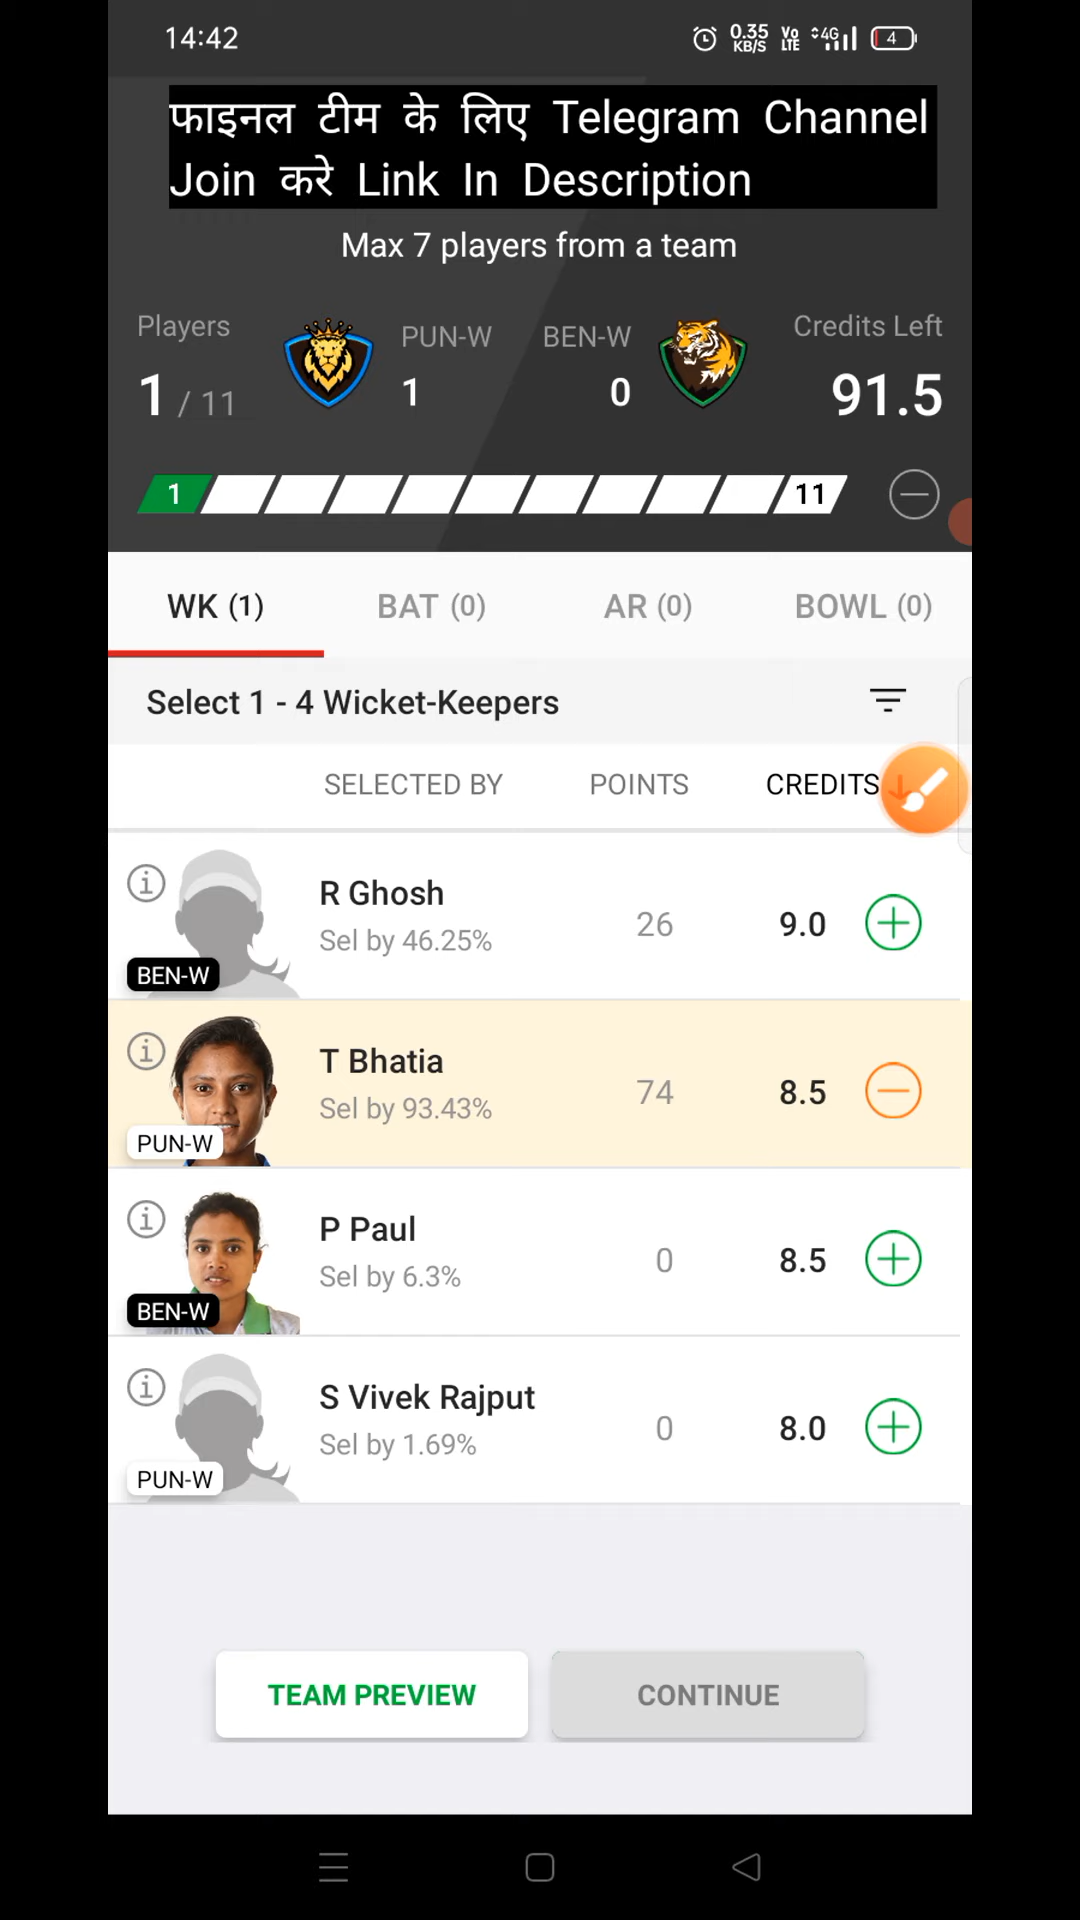 14:42
0.35 KB/S Vo LTE 4G 4
फाइनल टीम के लिए Telegram Channel
Join करे Link In Description
Max 7 players from a team
Players PUN-W BEN-W Credits Left
1 / 11 1 0 91.5
1 11
WK (1) BAT (0) AR (0) BOWL (0)
Select 1 - 4 Wicket-Keepers
SELECTED BY POINTS CREDITS
R Ghosh
Sel by 46.25% 26 9.0
BEN-W
T Bhatia
Sel by 93.43% 74 8.5
PUN-W
P Paul
Sel by 6.3% 0 8.5
BEN-W
S Vivek Rajput
Sel by 1.69% 0 8.0
PUN-W
TEAM PREVIEW CONTINUE